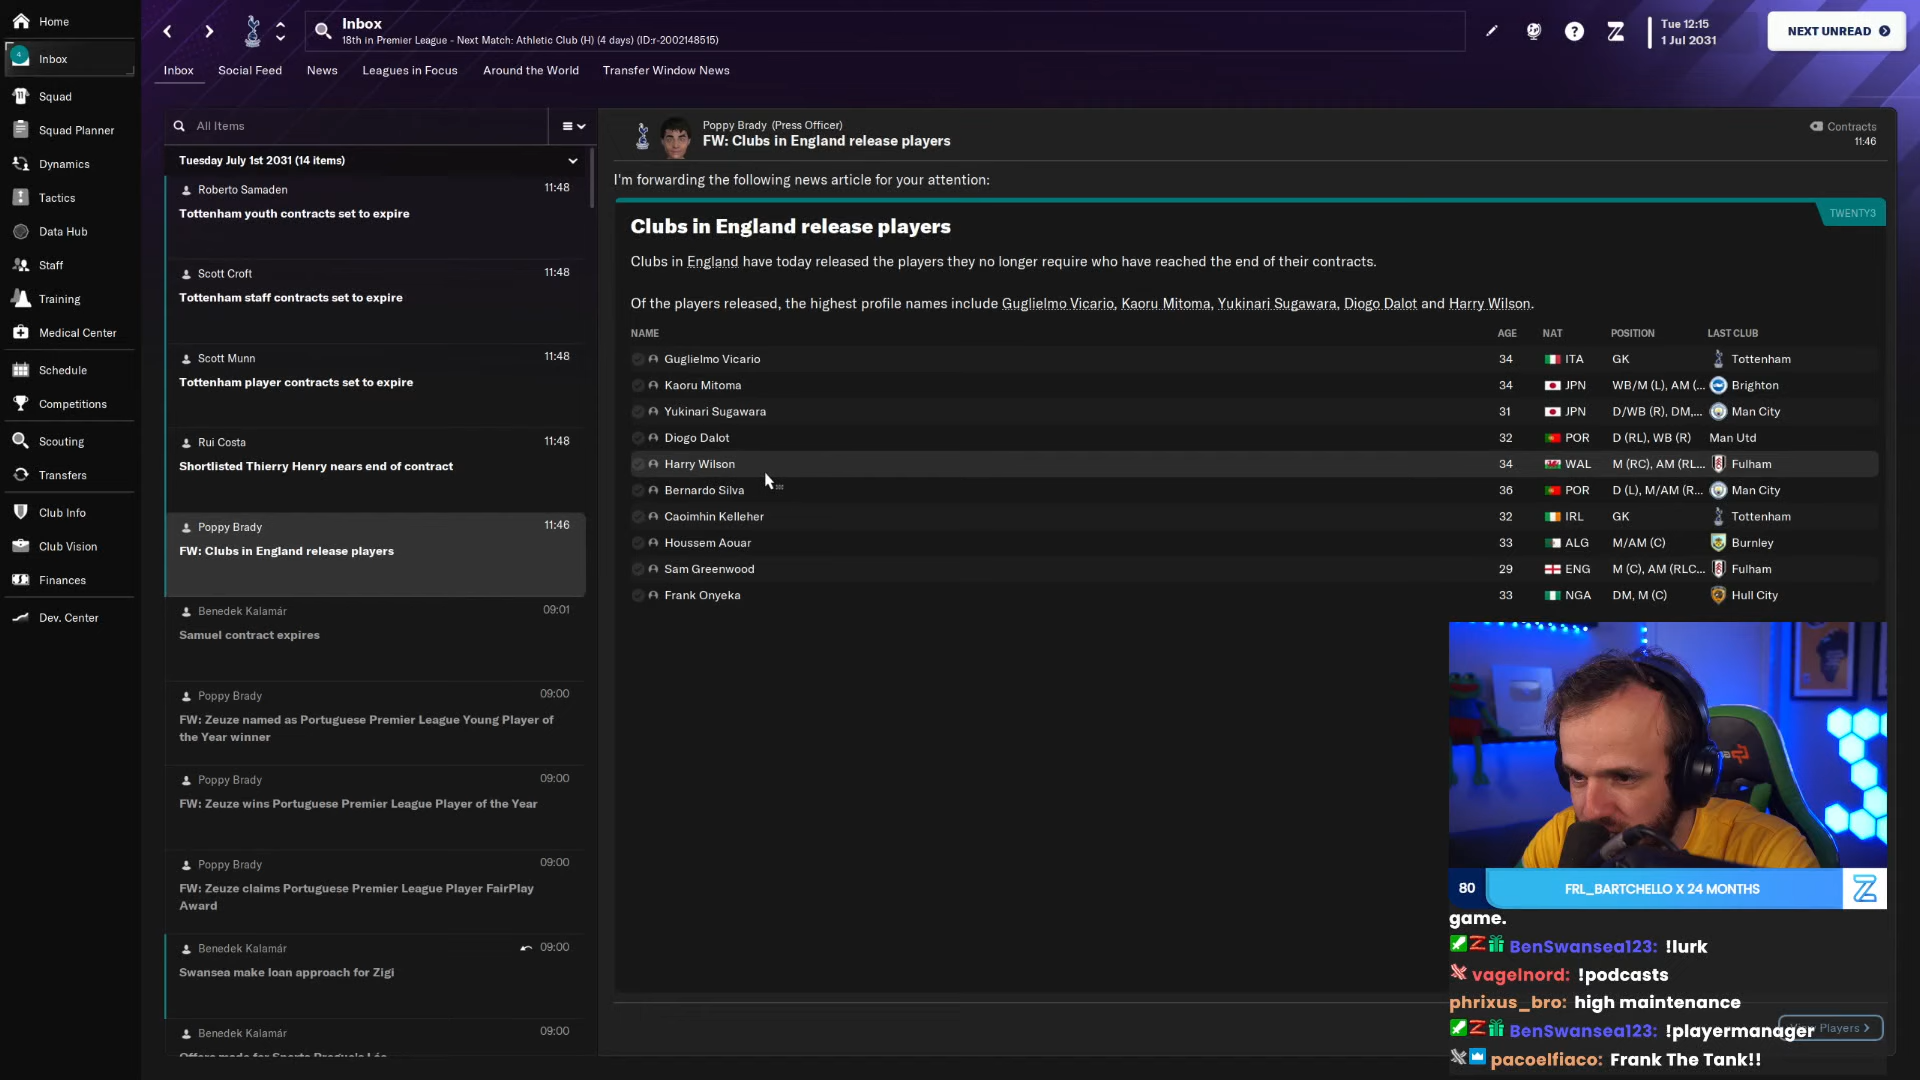 Home
4
Inbox
Squad
Squad Planner
Dynamics
Tactics
Data Hub
Staff
Training
Medical Center
Schedule
Competitions
Scouting
Transfers
Club Info
Club Vision
Finances
Dev. Center
Inbox
18th in Premier League - Next Match: Athletic Club (H) (4 days) (ID:r-2002148515)
Tue 12:15
1 Jul 2031
NEXT UNREAD
Inbox Social Feed News Leagues in Focus Around the World Transfer Window News
All Items
Tuesday July 1st 2031 (14 items)
Roberto Samaden 11:48
Tottenham youth contracts set to expire
Scott Croft 11:48
Tottenham staff contracts set to expire
Scott Munn 11:48
Tottenham player contracts set to expire
Rui Costa 11:48
Shortlisted Thierry Henry nears end of contract
Poppy Brady 11:46
FW: Clubs in England release players
Benedek Kalamár 09:01
Samuel contract expires
Poppy Brady 09:00
FW: Zeuze named as Portuguese Premier League Young Player of
the Year winner
Poppy Brady 09:00
FW: Zeuze wins Portuguese Premier League Player of the Year
Poppy Brady 09:00
FW: Zeuze claims Portuguese Premier League Player FairPlay
Award
Benedek Kalamár 09:00
Swansea make loan approach for Zigi
Benedek Kalamár 09:00
Poppy Brady (Press Officer)
FW: Clubs in England release players
Contracts
11:46
I'm forwarding the following news article for your attention:
TWENTY3
Clubs in England release players
Clubs in England have today released the players they no longer require who have reached the end of their contracts.
Of the players released, the highest profile names include Guglielmo Vicario, Kaoru Mitoma, Yukinari Sugawara, Diogo Dalot and Harry Wilson.
NAME AGE NAT POSITION LAST CLUB
Guglielmo Vicario 34 ITA GK Tottenham
Kaoru Mitoma 34 JPN WB/M (L), AM (... Brighton
Yukinari Sugawara 31 JPN D/WB (R), DM,... Man City
Diogo Dalot 32 POR D (RL), WB (R) Man Utd
Harry Wilson 34 WAL M (RC), AM (RL... Fulham
Bernardo Silva 36 POR D (L), M/AM (R... Man City
Caoimhin Kelleher 32 IRL GK Tottenham
Houssem Aouar 33 ALG M/AM (C) Burnley
Sam Greenwood 29 ENG M (C), AM (RLC... Fulham
Frank Onyeka 33 NGA DM, M (C) Hull City
80 FRL_BARTCHELLO X 24 MONTHS
game.
BenSwansea123: !lurk
vagelnord: !podcasts
phrixus_bro: high maintenance
BenSwansea123: !playermanager
Players
pacoelfiaco: Frank The Tank!!